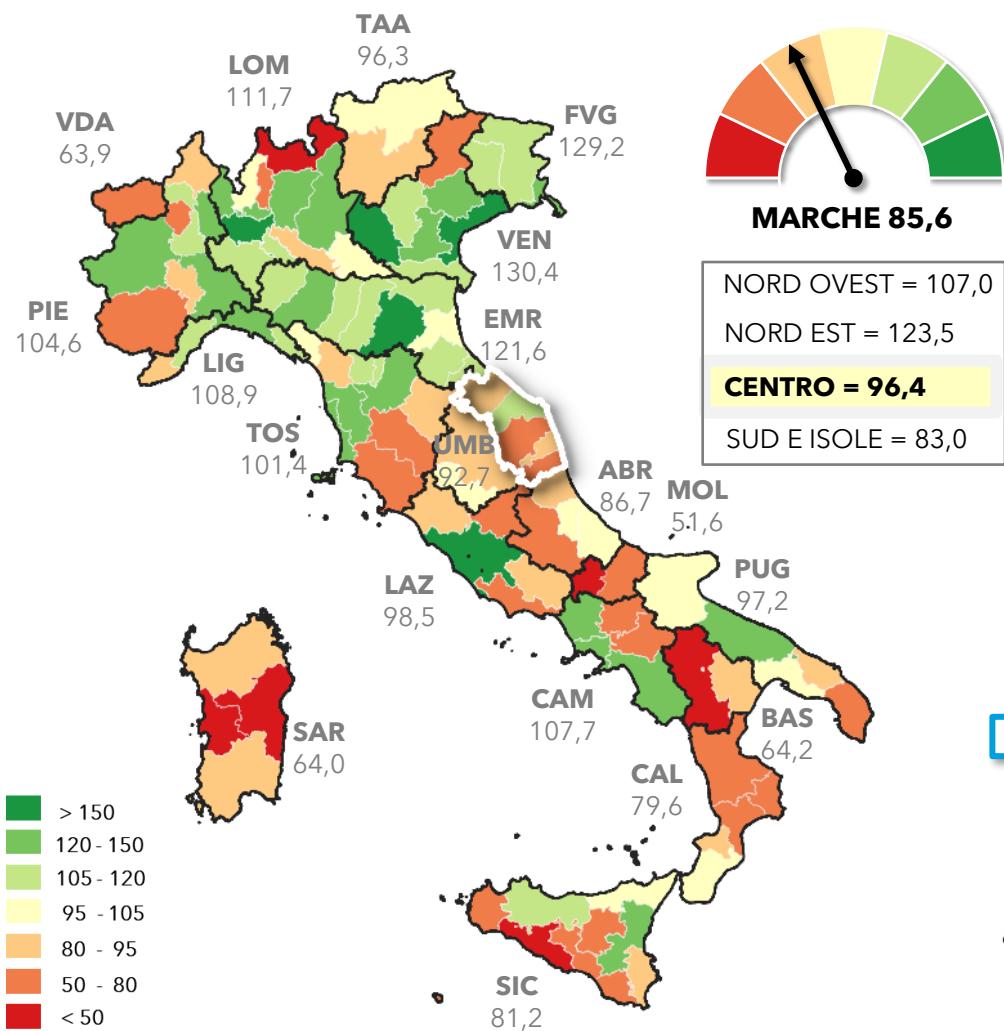 TAA
96,3
LOM
111,7
VDA
63,9
FVG
129,2
MARCHE 85,6
VEN
130,4
NORD OVEST = 107,0
NORD EST = 123,5
CENTRO = 96,4
SUD E ISOLE = 83,0
PIE
104,6
EMR
121,6
LIG
108,9
TOS
101,4
UMB
92,7
ABR
86,7
MOL
51,6
PUG
97,2
LAZ
98,5
CAM
107,7
BAS
64,2
SAR
64,0
CAL
79,6
> 150
120 - 150
105 - 120
95 - 105
80 - 95
50 - 80
< 50
SIC
81,2